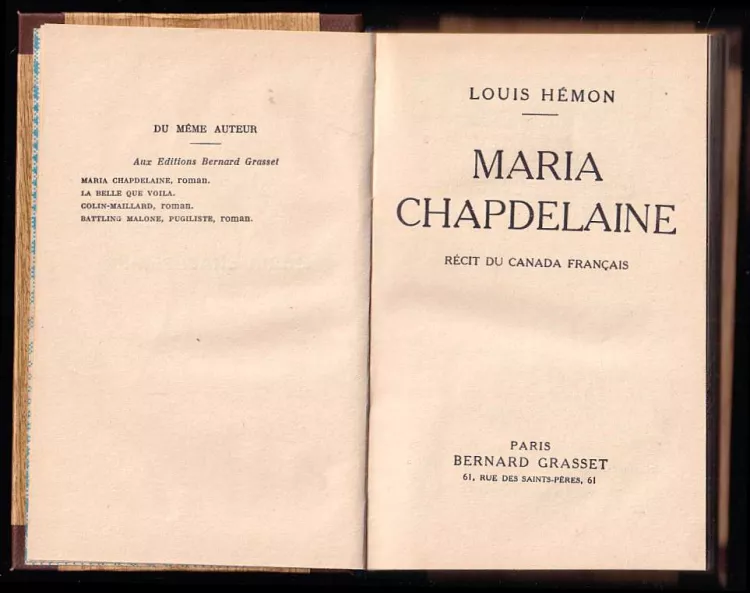 DU MÊME AUTEUR
Aux Editions Bernard Grasset
MARIA CHAPDELAINE, roman.
LA BELLE QUE VOILA.
COLIN-MAILLARD, roman.
BATTLING MALONE, PUGILISTE, roman.
LOUIS HÉMON
MARIA
CHAPDELAINE
RÉCIT DU CANADA FRANÇAIS
PARIS
BERNARD GRASSET
61, RUE DES SAINTS-PÈRES, 61